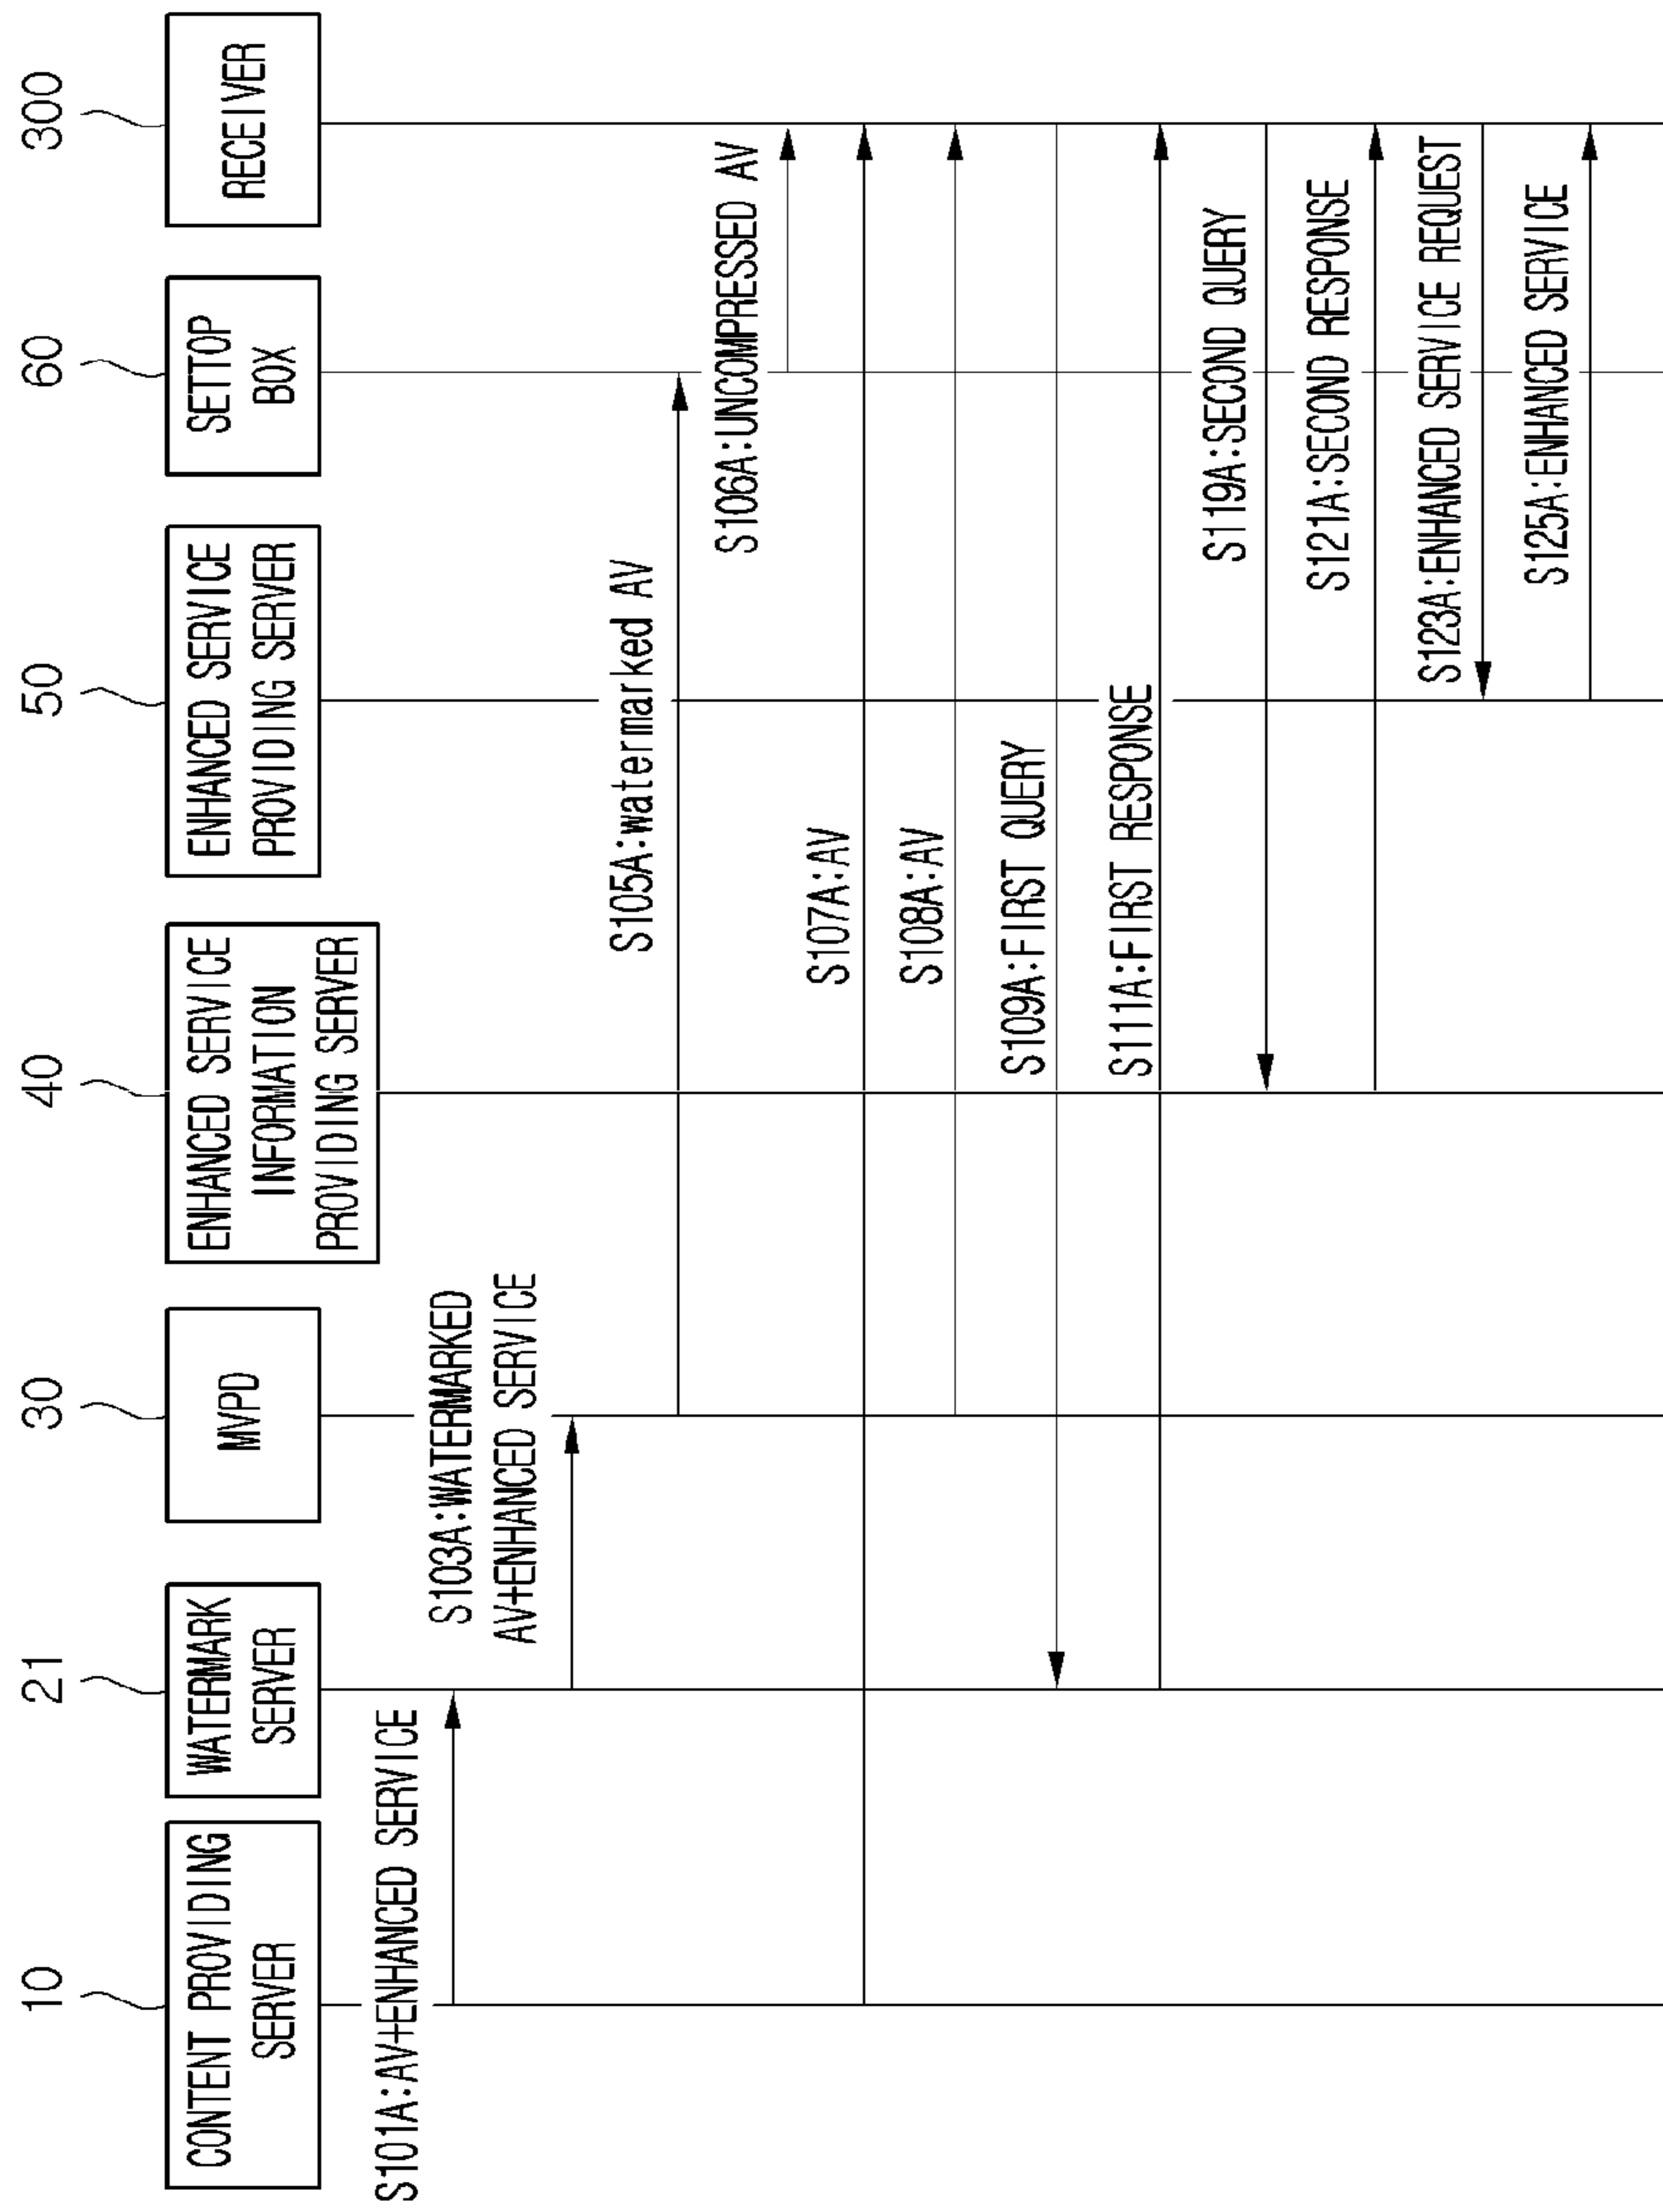 10
21
30
40
50
60
300
CONTENT PROVIDING
SERVER
WATERMARK
SERVER
MVPD
ENHANCED SERVICE
INFORMATION
PROVIDING SERVER
ENHANCED SERVICE
PROVIDING SERVER
SETTOP
BOX
RECEIVER
S101A:AV+ENHANCED SERVICE
S103A:WATERMARKED
AV+ENHANCED SERVICE
S105A:watermarked AV
S106A:UNCOMPRESSED AV
S107A:AV
S108A:AV
S109A:FIRST QUERY
S111A:FIRST RESPONSE
S119A:SECOND QUERY
S121A:SECOND RESPONSE
S123A:ENHANCED SERVICE REQUEST
S125A:ENHANCED SERVICE